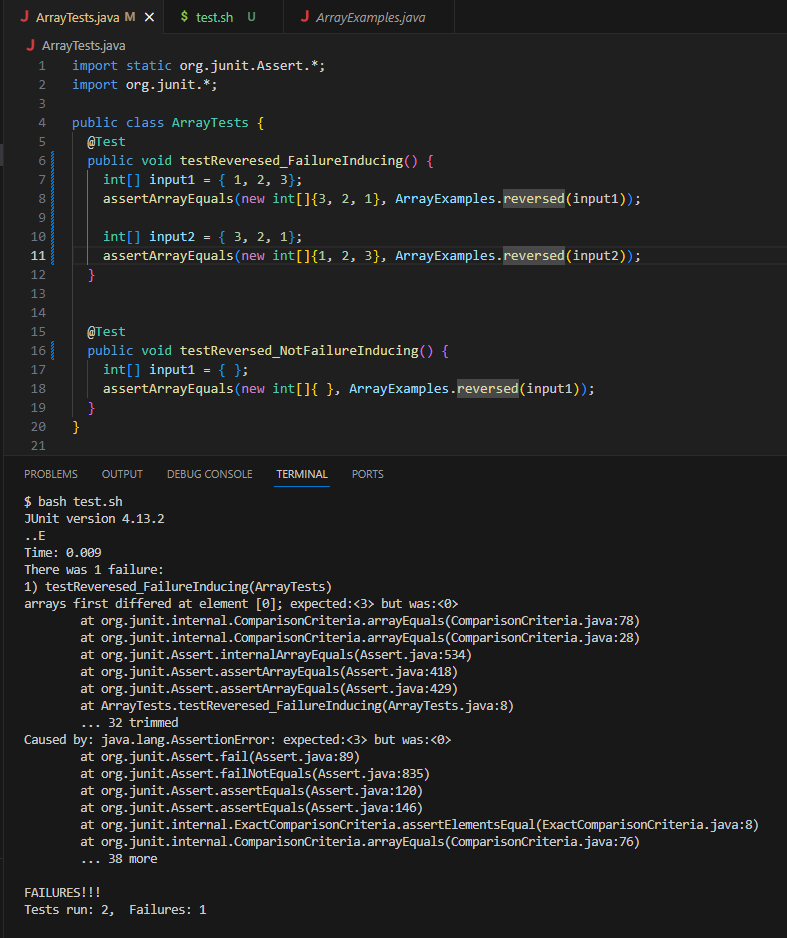 J ArrayTests.java M ✕ $ test.sh U J ArrayExamples.java
J ArrayTests.java
1 import static org.junit.Assert.*;
2 import org.junit.*;
3
4 public class ArrayTests {
5 @Test
6 public void testReveresed_FailureInducing() {
7 int[] input1 = { 1, 2, 3};
8 assertArrayEquals(new int[]{3, 2, 1}, ArrayExamples.reversed(input1));
9
10 int[] input2 = { 3, 2, 1};
11 assertArrayEquals(new int[]{1, 2, 3}, ArrayExamples.reversed(input2));
12 }
13
14
15 @Test
16 public void testReversed_NotFailureInducing() {
17 int[] input1 = { };
18 assertArrayEquals(new int[]{ }, ArrayExamples.reversed(input1));
19 }
20 }
21
PROBLEMS OUTPUT DEBUG CONSOLE TERMINAL PORTS
$ bash test.sh
JUnit version 4.13.2
..E
Time: 0.009
There was 1 failure:
1) testReveresed_FailureInducing(ArrayTests)
arrays first differed at element [0]; expected:<3> but was:<0>
at org.junit.internal.ComparisonCriteria.arrayEquals(ComparisonCriteria.java:78)
at org.junit.internal.ComparisonCriteria.arrayEquals(ComparisonCriteria.java:28)
at org.junit.Assert.internalArrayEquals(Assert.java:534)
at org.junit.Assert.assertArrayEquals(Assert.java:418)
at org.junit.Assert.assertArrayEquals(Assert.java:429)
at ArrayTests.testReveresed_FailureInducing(ArrayTests.java:8)
... 32 trimmed
Caused by: java.lang.AssertionError: expected:<3> but was:<0>
at org.junit.Assert.fail(Assert.java:89)
at org.junit.Assert.failNotEquals(Assert.java:835)
at org.junit.Assert.assertEquals(Assert.java:120)
at org.junit.Assert.assertEquals(Assert.java:146)
at org.junit.internal.ExactComparisonCriteria.assertElementsEqual(ExactComparisonCriteria.java:8)
at org.junit.internal.ComparisonCriteria.arrayEquals(ComparisonCriteria.java:76)
... 38 more
FAILURES!!!
Tests run: 2,  Failures: 1